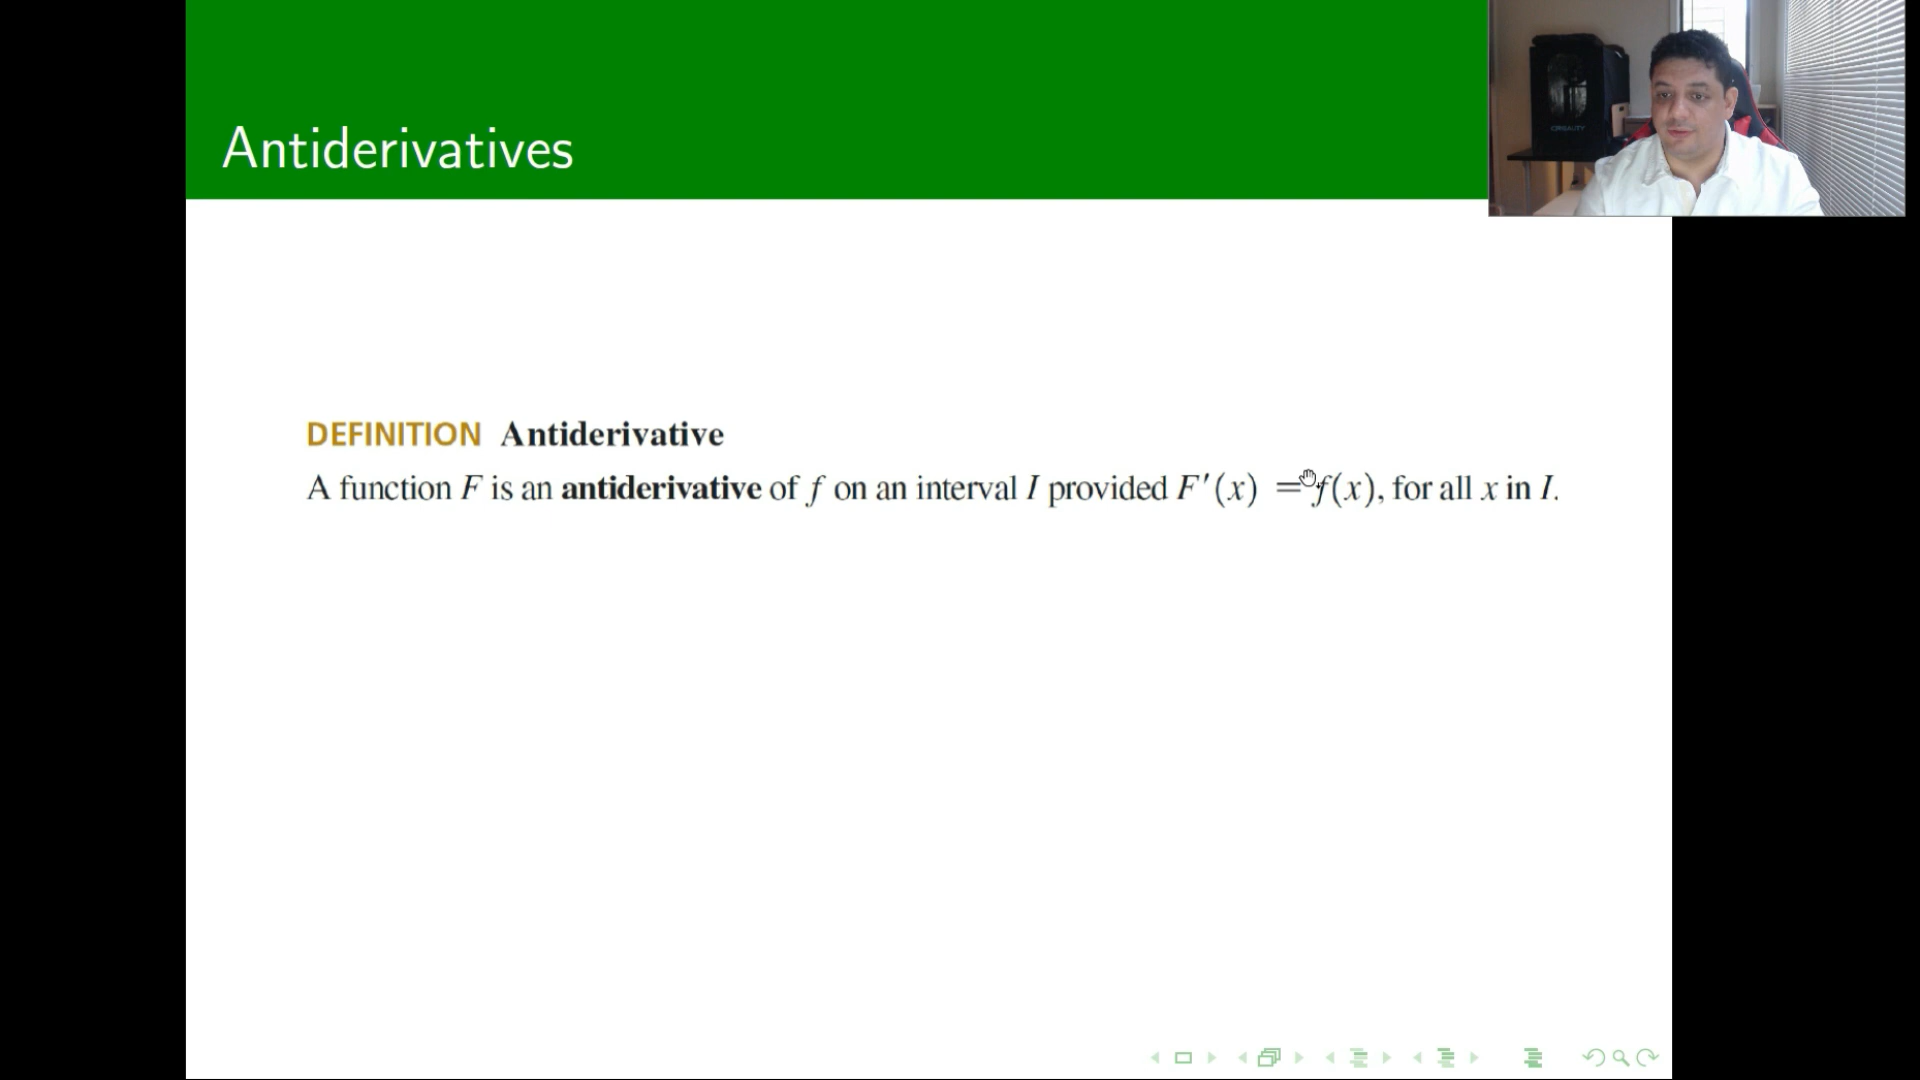 Antiderivatives
DEFINITION Antiderivative
A function F is an antiderivative of f on an interval I provided F′(x) = f(x), for all x in I.